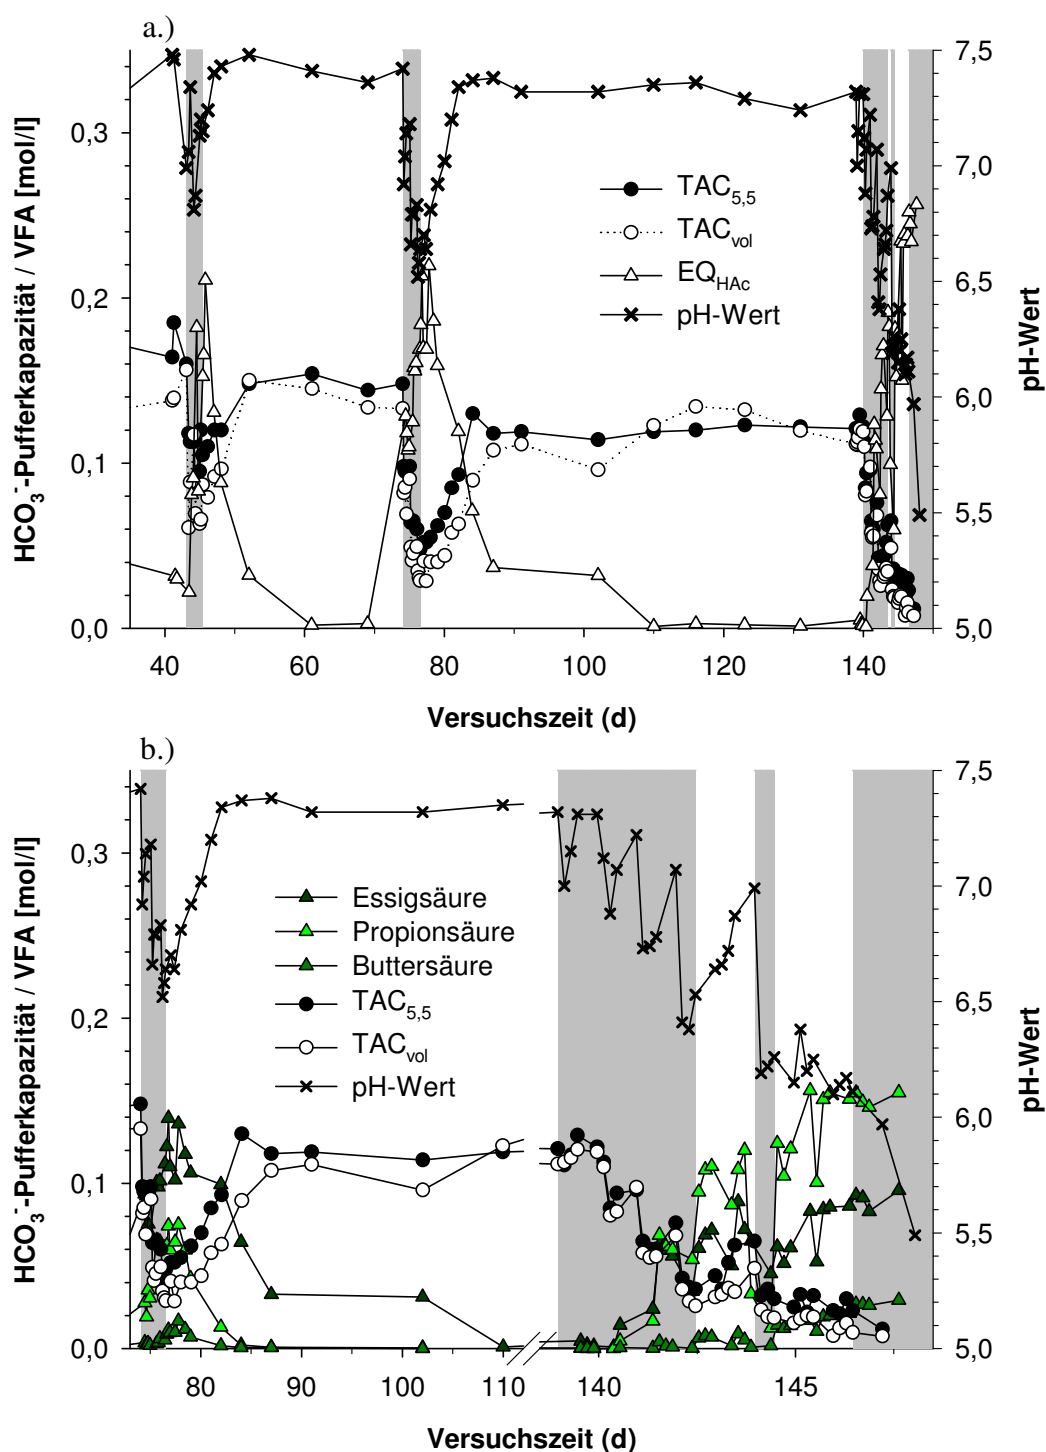 a.)
HCO3--Pufferkapazität / VFA [mol/l]
0,3
0,2
0,1
0,0
7,5
7,0
6,5
6,0
5,5
5,0
pH-Wert
TAC5,5
TACvol
EQHAc
pH-Wert
40 60 80 100 120 140
Versuchszeit (d)
b.)
HCO3--Pufferkapazität / VFA [mol/l]
0,3
0,2
0,1
0,0
7,5
7,0
6,5
6,0
5,5
5,0
pH-Wert
Essigsäure
Propionsäure
Buttersäure
TAC5,5
TACvol
pH-Wert
80 90 100 110 140 145
Versuchszeit (d)